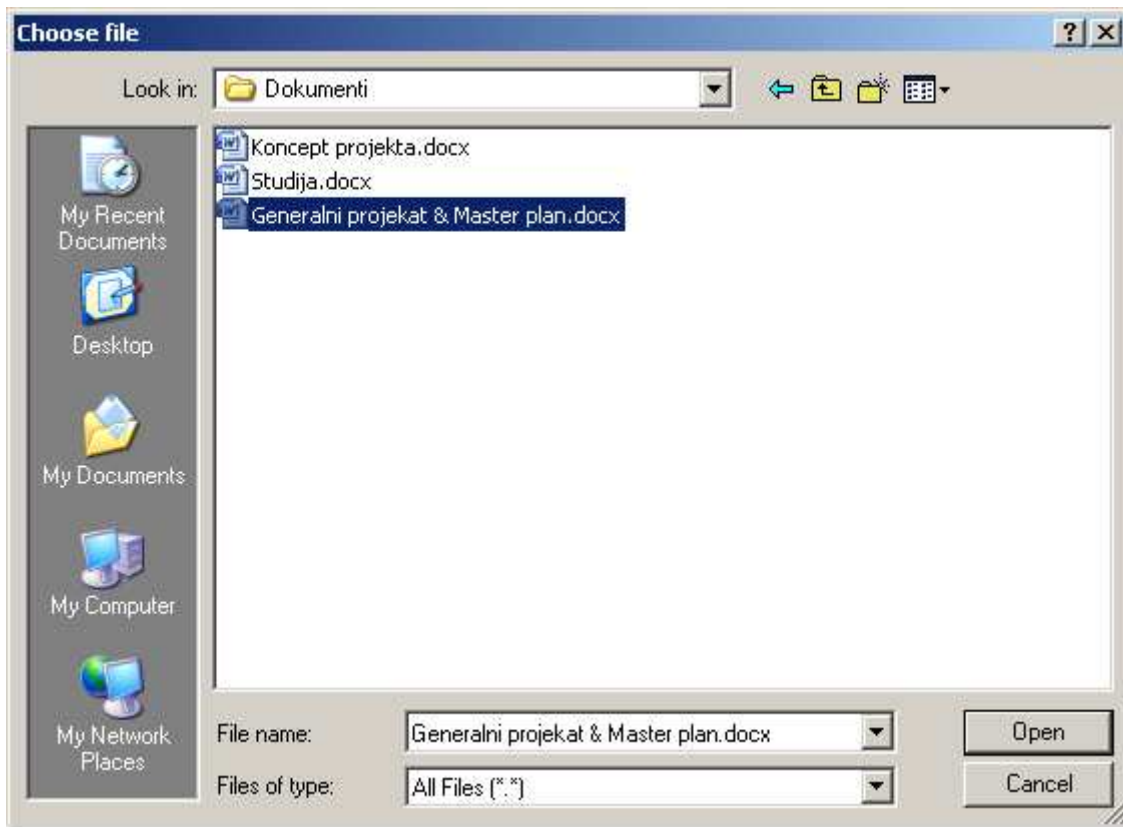 Choose file
Look in:
Dokumenti
My Recent
Documents
Desktop
My Documents
My Computer
My Network
Places
Koncept projekta.docx
Studija.docx
Generalni projekat & Master plan.docx
File name:
Generalni projekat & Master plan.docx
Open
Files of type:
All Files (*.*)
Cancel